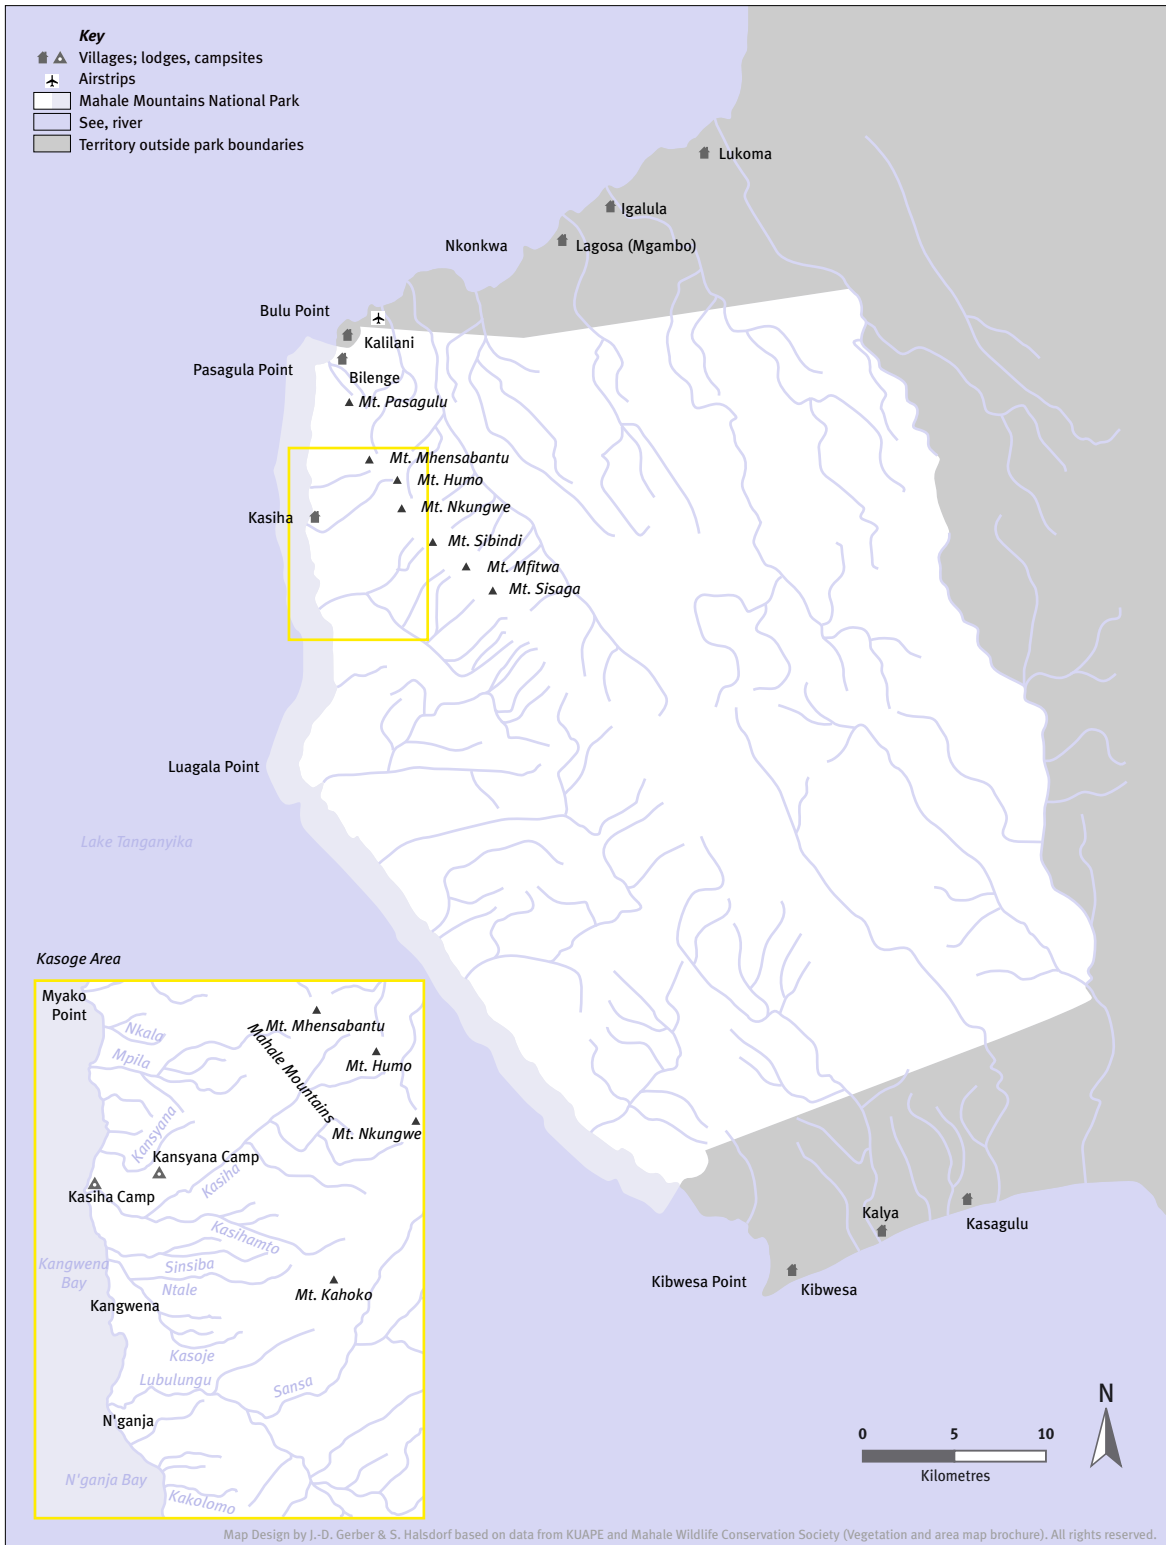 Key
Villages; lodges, campsites
Airstrips
Mahale Mountains National Park
See, river
Territory outside park boundaries
Lukoma
Igalula
Nkonkwa
Lagosa (Mgambo)
Bulu Point
Kalilani
Pasagula Point
Bilenge
Mt. Pasagulu
Mt. Mhensabantu
Mt. Humo
Mt. Nkungwe
Kasiha
Mt. Sibindi
Mt. Mfitwa
Mt. Sisaga
Luagala Point
Lake Tanganyika
Kasoge Area
Myako
Point
Nkala
Mpila
Mt. Mhensabantu
Mahale Mountains
Mt. Humo
Kansyana
Mt. Nkungwe
Kansyana Camp
Kasiha
Kasiha Camp
Kasihamto
Kangwena
Bay
Sinsiba
Ntale
Kangwena
Mt. Kahoko
Kasoje
Lubulungu
Sansa
N'ganja
N'ganja Bay
Kakolomo
Kalya
Kasagulu
Kibwesa Point
Kibwesa
N
0 5 10
Kilometres
Map Design by J.-D. Gerber & S. Halsdorf based on data from KUAPE and Mahale Wildlife Conservation Society (Vegetation and area map brochure). All rights reserved.